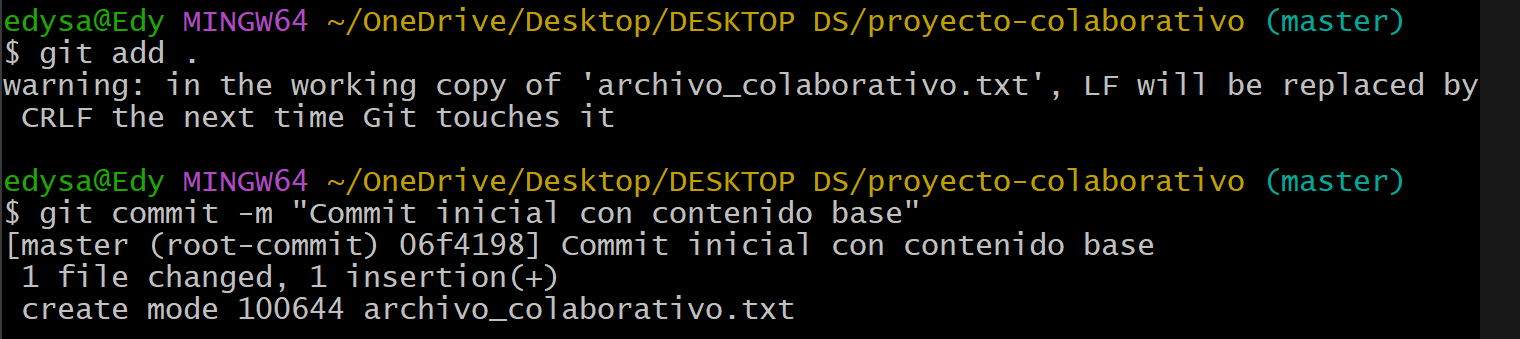 edysa@Edy MINGW64 ~/OneDrive/Desktop/DESKTOP DS/proyecto-colaborativo (master)
$ git add .
warning: in the working copy of 'archivo_colaborativo.txt', LF will be replaced by
 CRLF the next time Git touches it
edysa@Edy MINGW64 ~/OneDrive/Desktop/DESKTOP DS/proyecto-colaborativo (master)
$ git commit -m "Commit inicial con contenido base"
[master (root-commit) 06f4198] Commit inicial con contenido base
 1 file changed, 1 insertion(+)
 create mode 100644 archivo_colaborativo.txt